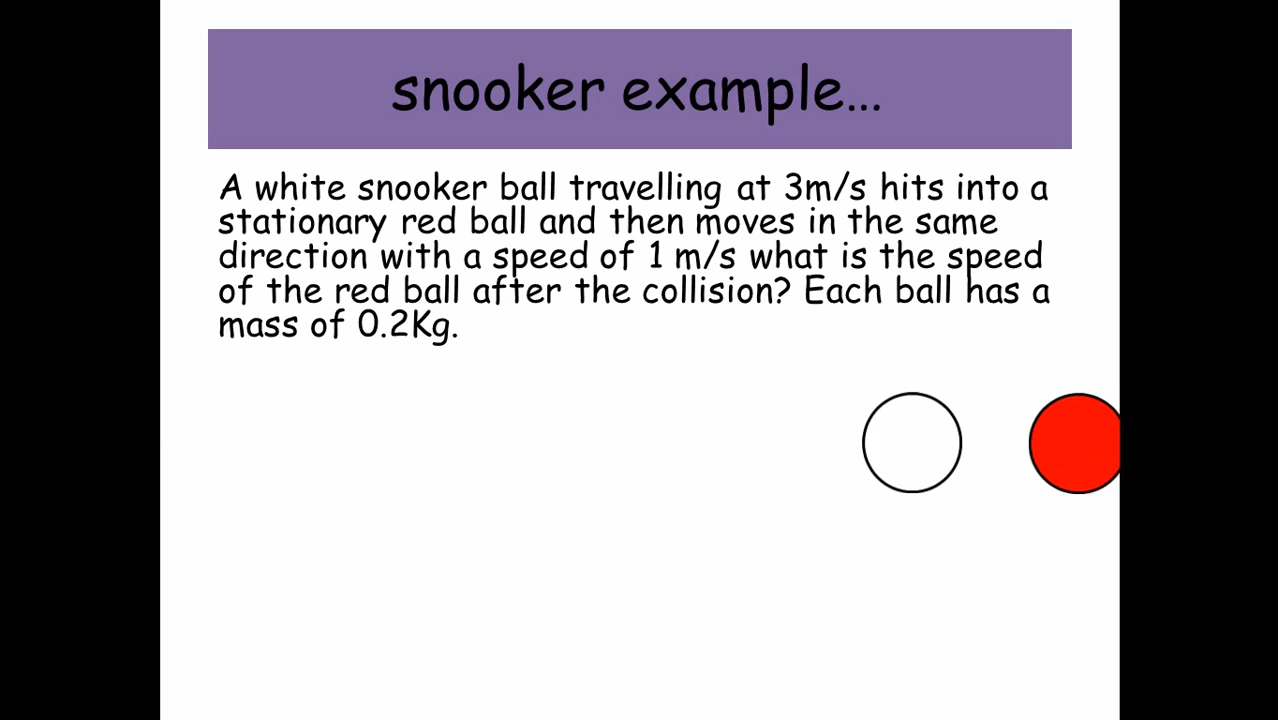 snooker example...
A white snooker ball travelling at 3m/s hits into a
stationary red ball and then moves in the same
direction with a speed of 1 m/s what is the speed
of the red ball after the collision? Each ball has a
mass of 0.2Kg.